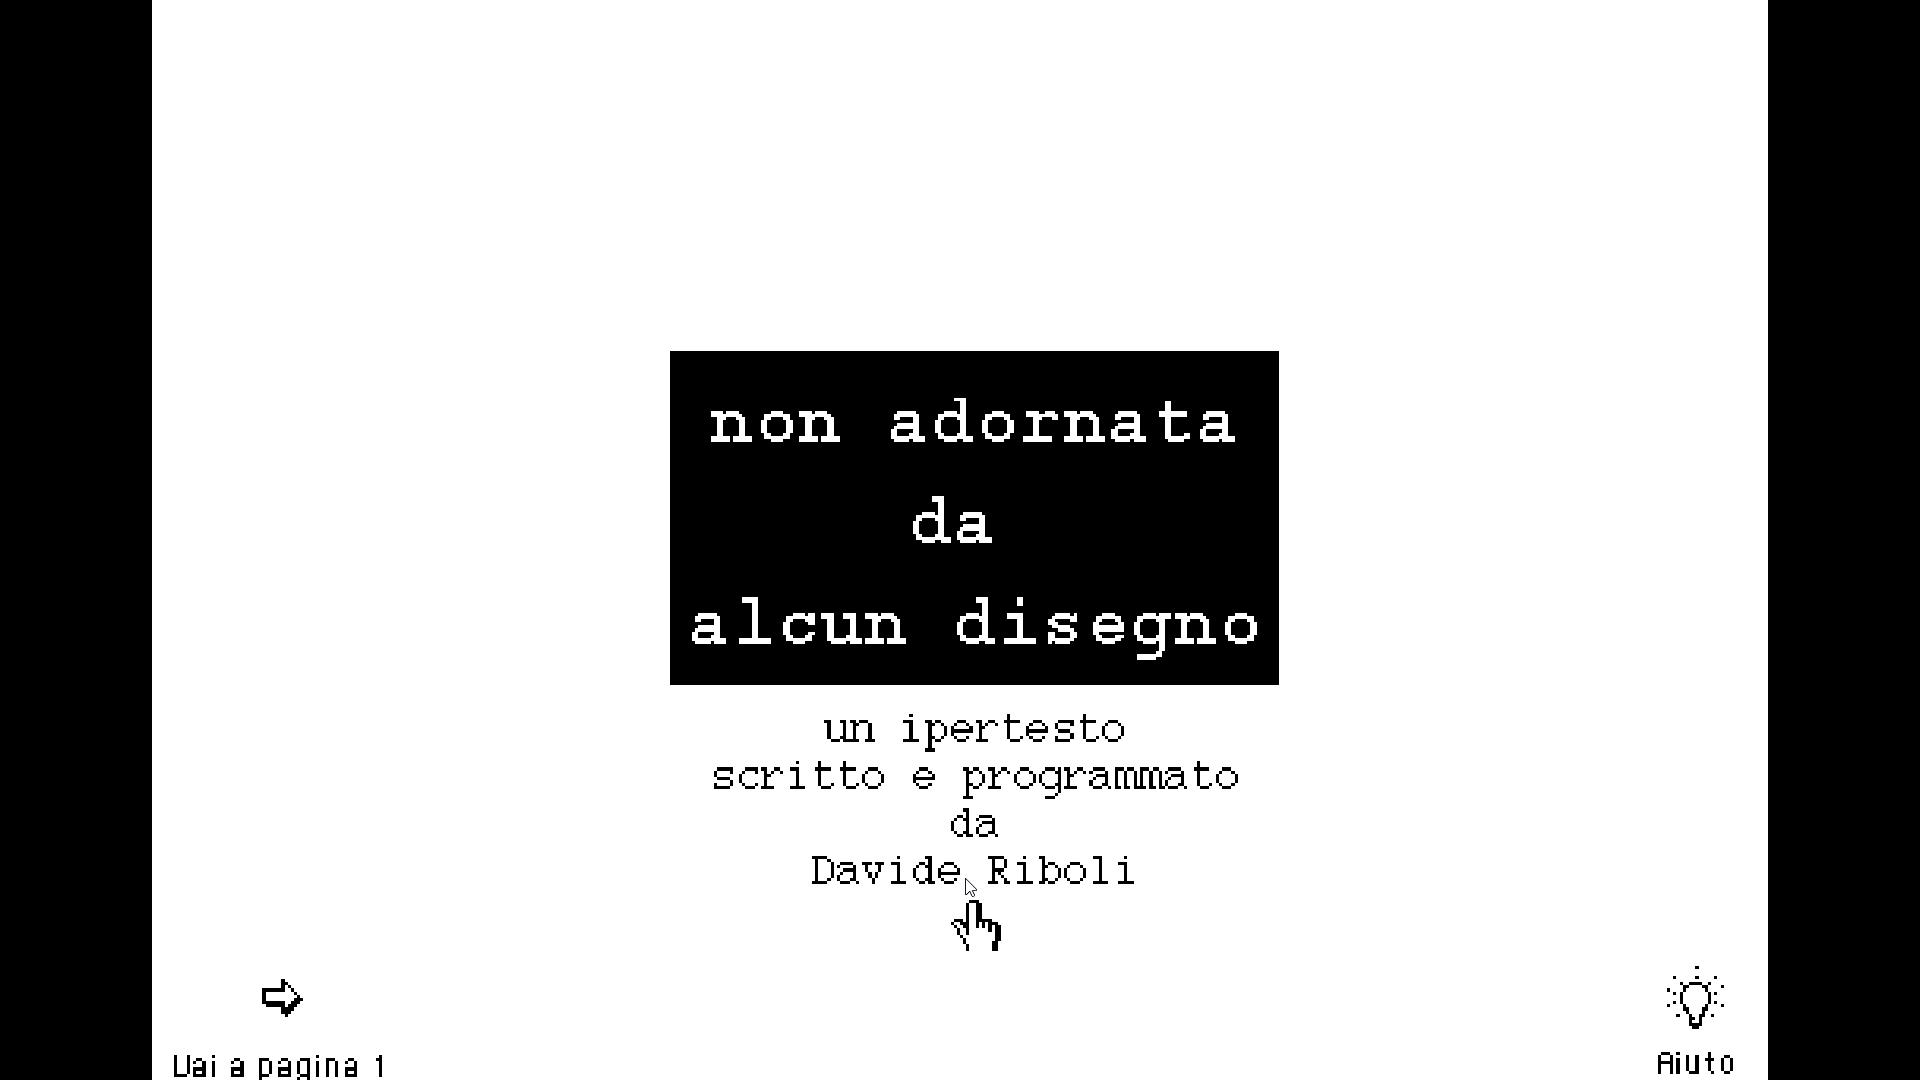 non adornata
da
alcun disegno
un ipertesto
scritto e programmato
da
Davide Riboli
Vai a pagina 1
Aiuto